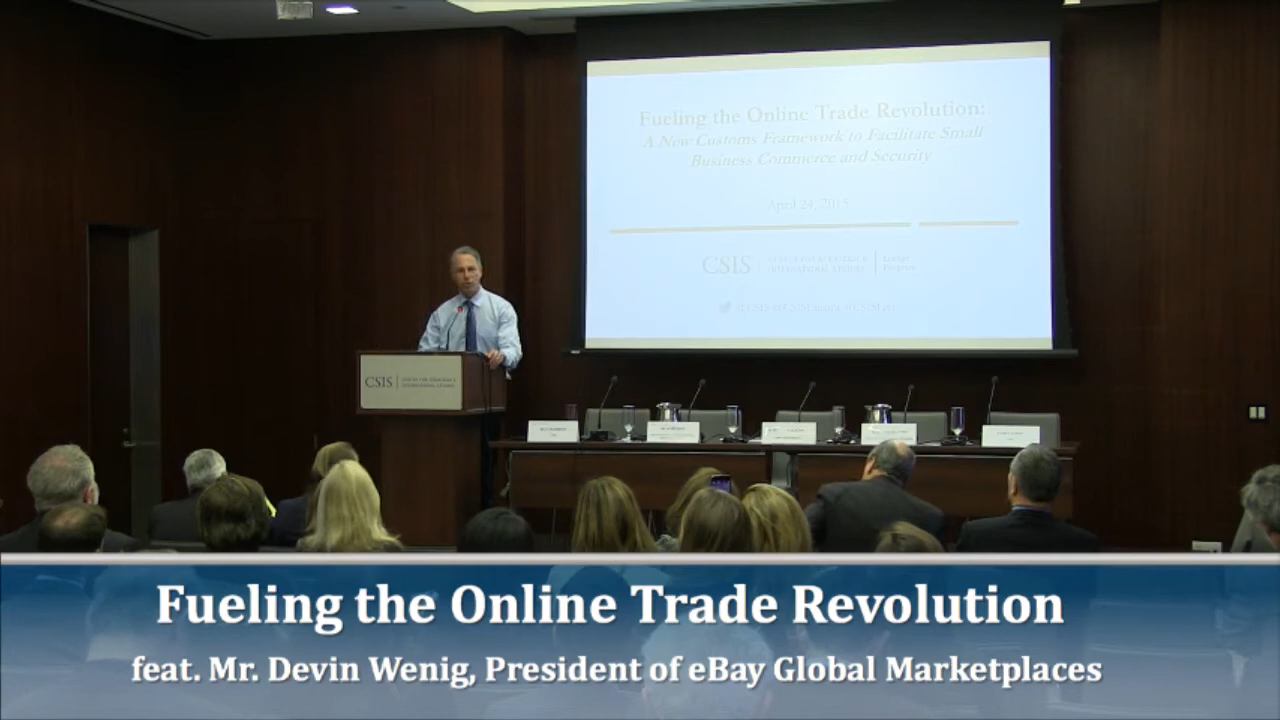 Fueling the Online Trade Revolution:
A New Customs Framework to Facilitate Small
Business Commerce and Security
April 24, 2015
CSIS
CSIS
Fueling the Online Trade Revolution
feat. Mr. Devin Wenig, President of eBay Global Marketplaces